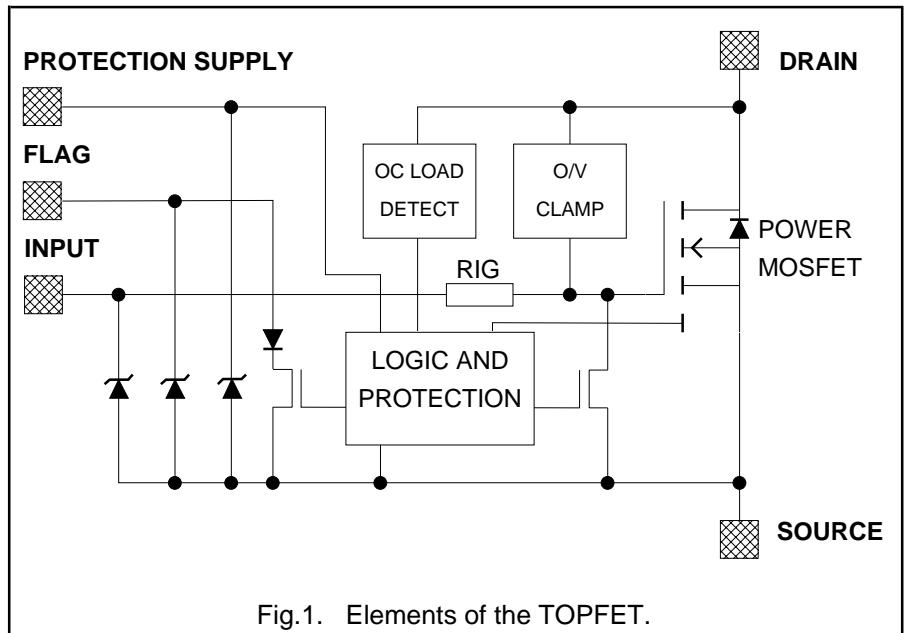 PROTECTION SUPPLY
DRAIN
FLAG
OC LOAD
DETECT
O/V
CLAMP
INPUT
RIG
POWER
MOSFET
LOGIC AND
PROTECTION
SOURCE
Fig.1. Elements of the TOPFET.